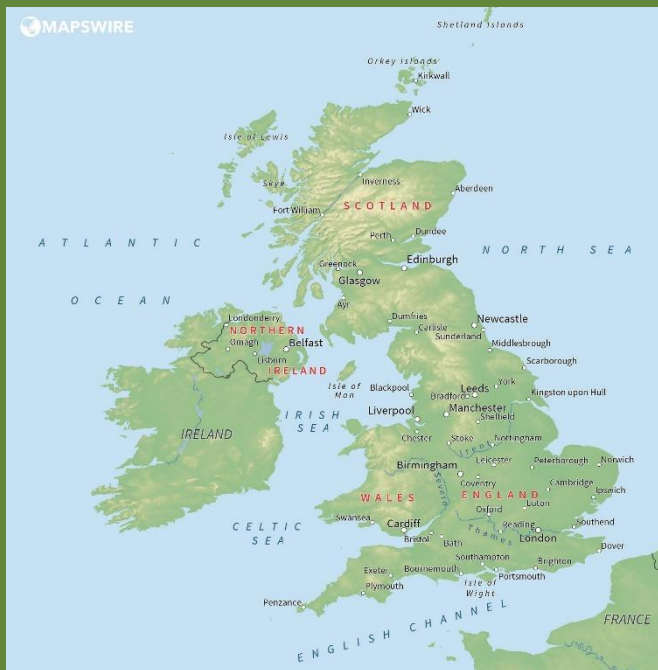 MAPSWIRE
Shetland Islands
Orkey Islands
Kirkwall
Wick
Isle of Lewis
Skye
Inverness
Aberdeen
Fort William
SCOTLAND
ATLANTIC
OCEAN
NORTH SEA
Perth
Dundee
Greenock
Edinburgh
Glasgow
Ayr
Londonderry
NORTHERN
IRELAND
Omagh
Belfast
Lisburn
Dumfries
Carlisle
Newcastle
Sunderland
Middlesbrough
Scarborough
Isle of
Man
IRISH
SEA
IRELAND
Blackpool
Leeds
York
Bradford
Kingston upon Hull
Liverpool
Manchester
Sheffield
Chester
Stoke
Nottingham
Trent
Birmingham
Leicester
Peterborough
Norwich
Coventry
Cambridge
Ipswich
WALES
Severn
ENGLAND
Luton
Oxford
CELTIC
SEA
Swansea
Cardiff
Reading
Thames
London
Southend
Bristol
Bath
Dover
Southampton
Exeter
Bournemouth
Brighton
Portsmouth
Isle of
Wight
Plymouth
Penzance
ENGLISH CHANNEL
FRANCE